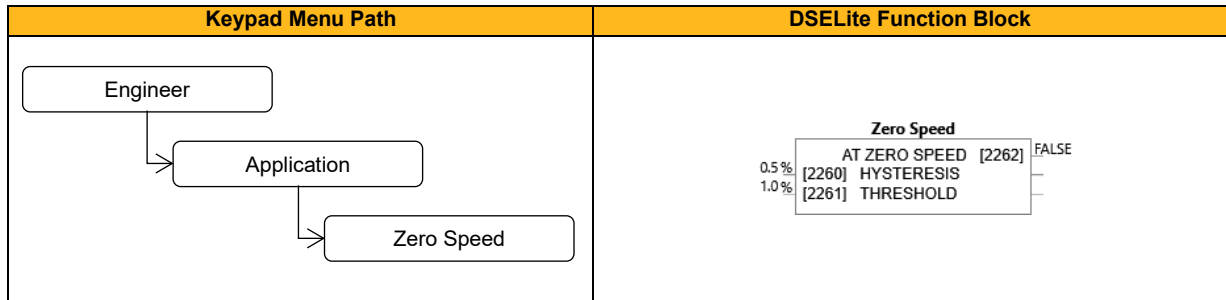 Keypad Menu Path
DSELite Function Block
Engineer
Application
Zero Speed
Zero Speed
AT ZERO SPEED [2262] FALSE
0.5 % [2260] HYSTERESIS
1.0 % [2261] THRESHOLD